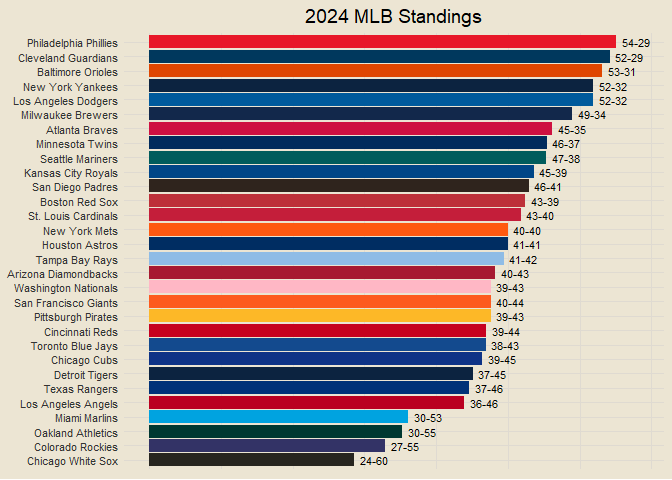 2024 MLB Standings
Philadelphia Phillies 54-29
Cleveland Guardians 52-29
Baltimore Orioles 53-31
New York Yankees 52-32
Los Angeles Dodgers 52-32
Milwaukee Brewers 49-34
Atlanta Braves 45-35
Minnesota Twins 46-37
Seattle Mariners 47-38
Kansas City Royals 45-39
San Diego Padres 46-41
Boston Red Sox 43-39
St. Louis Cardinals 43-40
New York Mets 40-40
Houston Astros 41-41
Tampa Bay Rays 41-42
Arizona Diamondbacks 40-43
Washington Nationals 39-43
San Francisco Giants 40-44
Pittsburgh Pirates 39-43
Cincinnati Reds 39-44
Toronto Blue Jays 38-43
Chicago Cubs 39-45
Detroit Tigers 37-45
Texas Rangers 37-46
Los Angeles Angels 36-46
Miami Marlins 30-53
Oakland Athletics 30-55
Colorado Rockies 27-55
Chicago White Sox 24-60